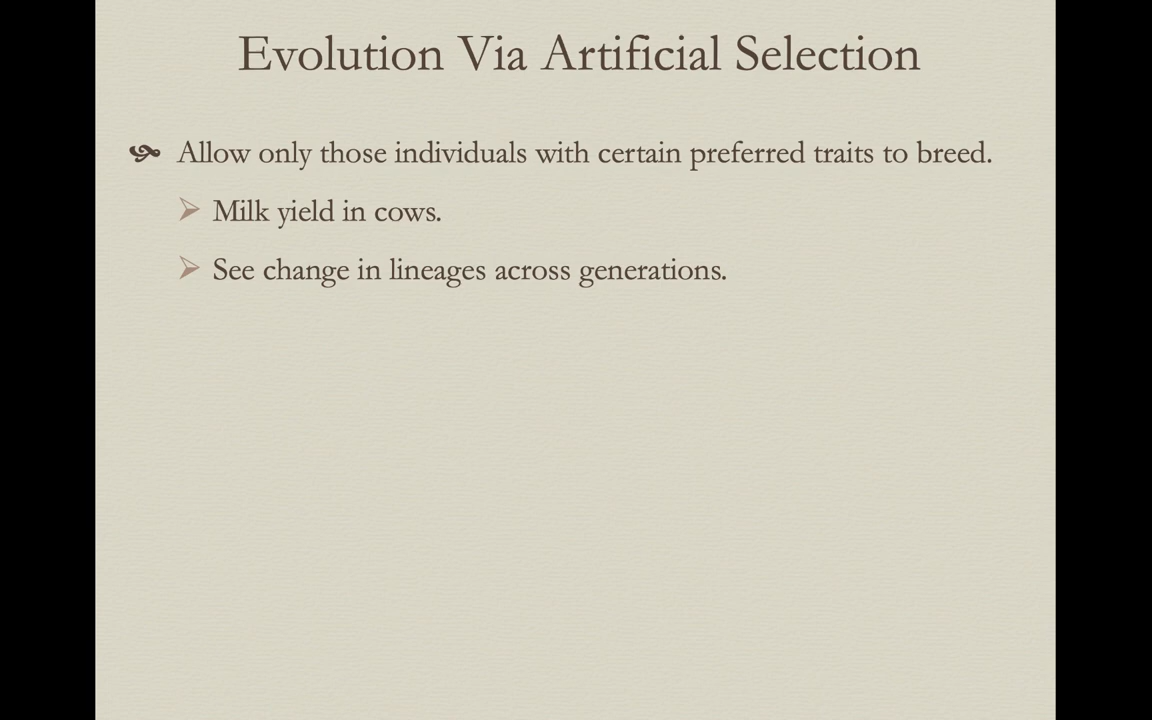 Evolution Via Artificial Selection
Allow only those individuals with certain preferred traits to breed.
Milk yield in cows.
See change in lineages across generations.